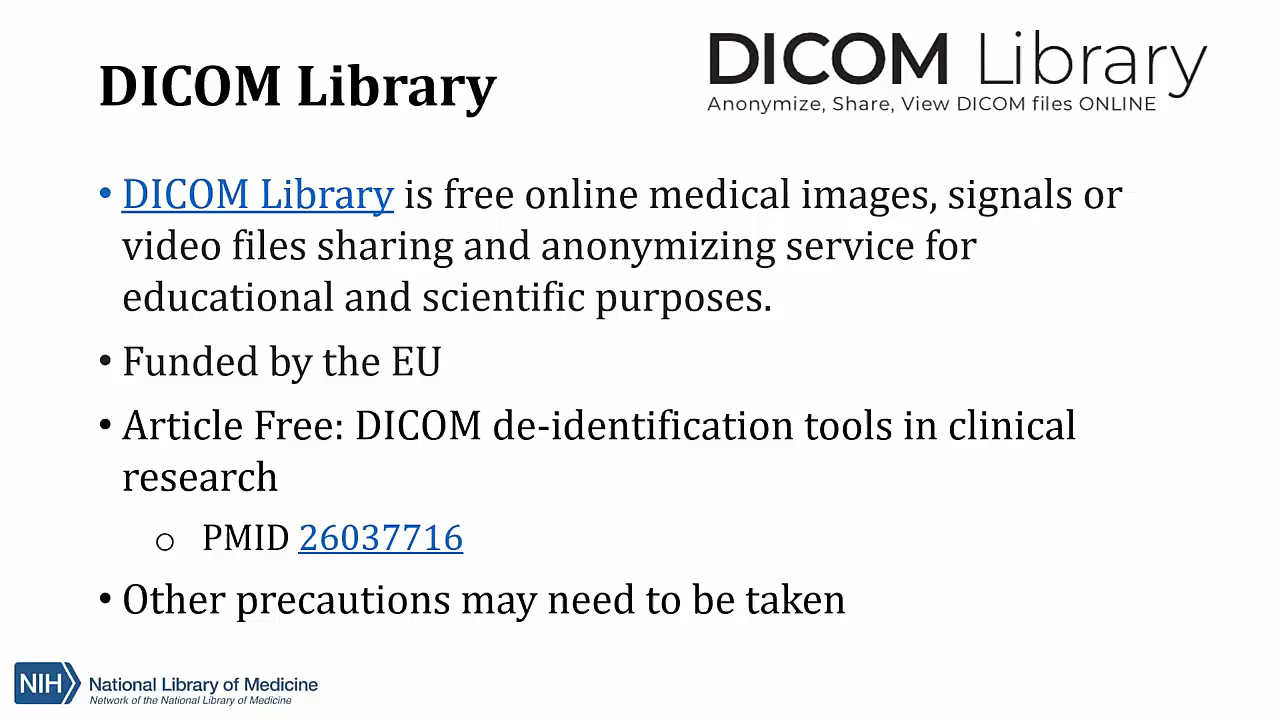 DICOM Library
DICOM Library
Anonymize, Share, View DICOM files ONLINE
• DICOM Library is free online medical images, signals or
video files sharing and anonymizing service for
educational and scientific purposes.
• Funded by the EU
• Article Free: DICOM de-identification tools in clinical
research
o PMID 26037716
• Other precautions may need to be taken
NIH National Library of Medicine
Network of the National Library of Medicine